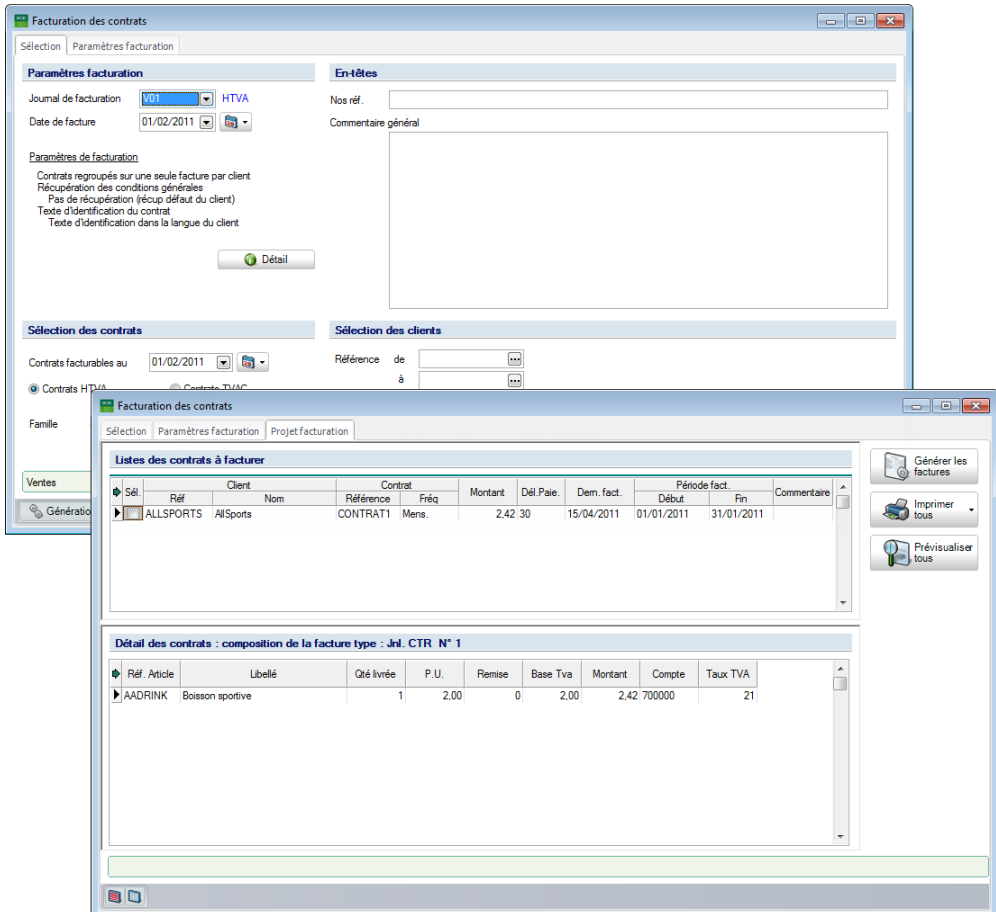 Facturation des contrats
Sélection Paramètres facturation
Paramètres facturation
Journal de facturation V01 HTVA
Date de facture 01/02/2011
Paramètres de facturation
Contrats regroupés sur une seule facture par client
Récupération des conditions générales
Pas de récupération (récup défaut du client)
Texte d'identification du contrat
Texte d'identification dans la langue du client
Détail
En-têtes
Nos réf.
Commentaire général
Sélection des contrats
Contrats facturables au 01/02/2011
Contrats HTVA Contrats TVAC
Famille
Sélection des clients
Référence de
à
Ventes
Génératio
Facturation des contrats
Sélection Paramètres facturation Projet facturation
Listes des contrats à facturer
Sél. Client Contrat Montant Dél.Paie. Dern. fact. Période fact. Commentaire
Réf Nom Référence Fréq Début Fin
ALLSPORTS AllSports CONTRAT1 Mens. 2,42 30 15/04/2011 01/01/2011 31/01/2011
Générer les
factures
Imprimer
tous
Prévisualiser
tous
Détail des contrats : composition de la facture type : Jnl. CTR N° 1
Réf. Article Libellé Qté livrée P.U. Remise Base Tva Montant Compte Taux TVA
AADRINK Boisson sportive 1 2,00 0 2,00 2,42 700000 21